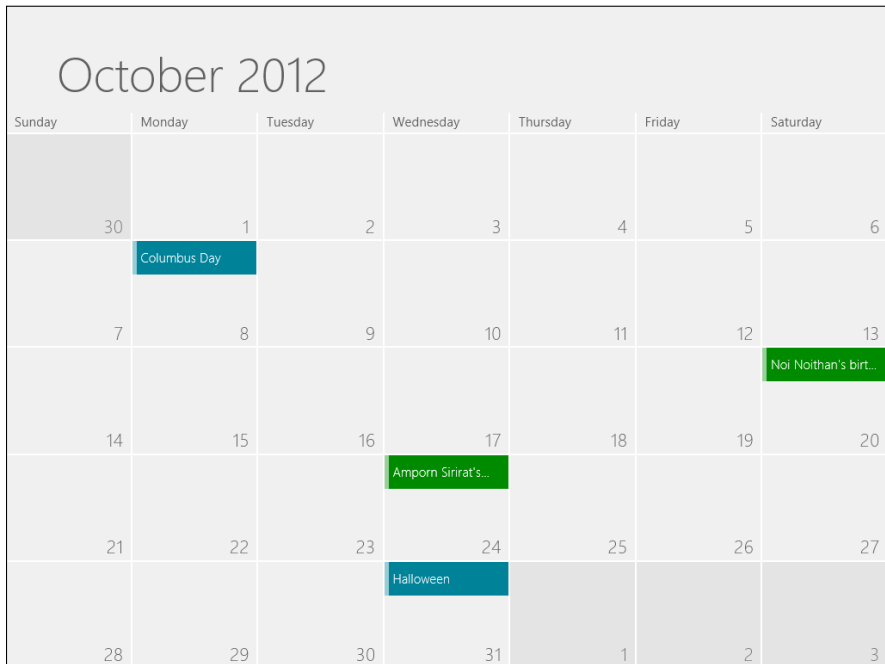 October 2012
Sunday Monday Tuesday Wednesday Thursday Friday Saturday
30 1 2 3 4 5 6
Columbus Day
7 8 9 10 11 12 13
Noi Noithan's birt...
14 15 16 17 18 19 20
Amporn Sirirat's...
21 22 23 24 25 26 27
Halloween
28 29 30 31 1 2 3